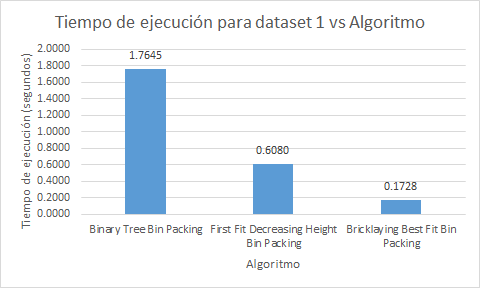 Tiempo de ejecución para dataset 1 vs Algoritmo
Tiempo de ejecución (segundos)
2.0000
1.8000
1.6000
1.4000
1.2000
1.0000
0.8000
0.6000
0.4000
0.2000
0.0000
1.7645
0.6080
0.1728
Binary Tree Bin Packing
First Fit Decreasing Height
Bin Packing
Bricklaying Best Fit Bin
Packing
Algoritmo